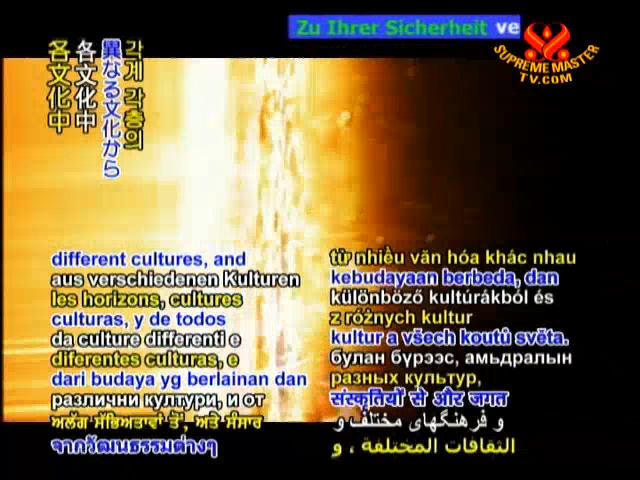 Zu Ihrer Sicherheit ve
SUPREME MASTER
TV.COM
각계 각층의
異なる文化から
各文化中
各文化中
different cultures, and
aus verschiedenen Kulturen
les horizons, cultures
culturas, y de todos
da culture differenti e
diferentes culturas, e
dari budaya yg berlainan dan
различни култури, и от
ਅਲੱਗ ਸੱਭਿਅਤਾਵਾਂ ਤੋਂ, ਅਤੇ ਸੰਸਾਰ
จากวัฒนธรรมต่างๆ
từ nhiều văn hóa khác nhau
kebudayaan berbeda, dan
különböző kultúrákból és
z różnych kultur
kultur a všech koutů světa.
булан бүрээс, амьдралын
разных культур,
संस्कृतियों से और जगत
و فرهنگهای مختلف و
الثقافات المختلفة ، و